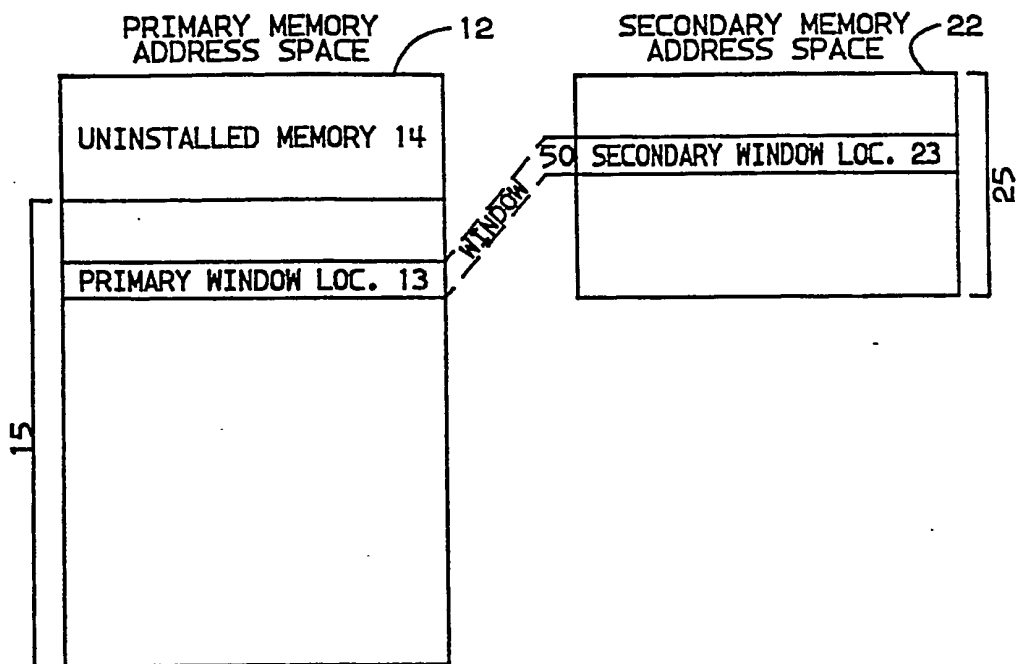 PRIMARY MEMORY
ADDRESS SPACE
12
UNINSTALLED MEMORY 14
PRIMARY WINDOW LOC. 13
15
WINDOW
50
SECONDARY MEMORY
ADDRESS SPACE
22
SECONDARY WINDOW LOC. 23
25